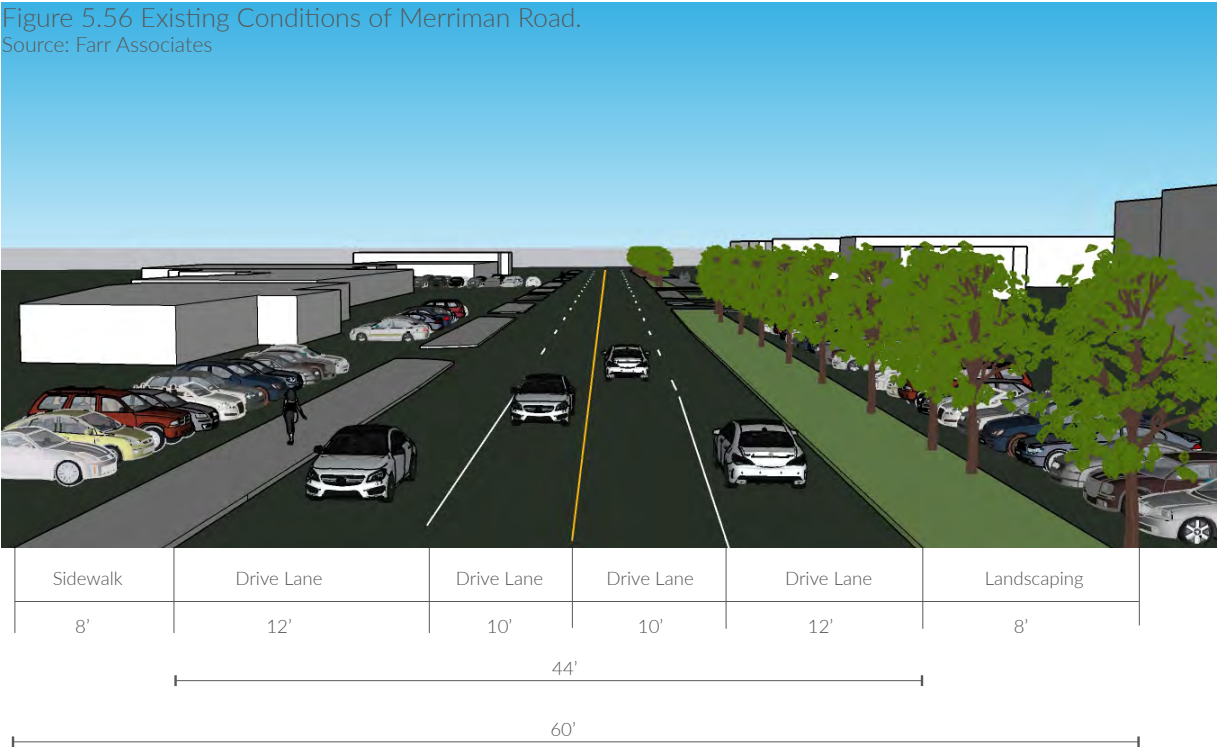 Figure 5.56 Existing Conditions of Merriman Road.
Source: Farr Associates
Sidewalk Drive Lane Drive Lane Drive Lane Drive Lane Landscaping
8’ 12’ 10’ 10’ 12’ 8’
44’
60’